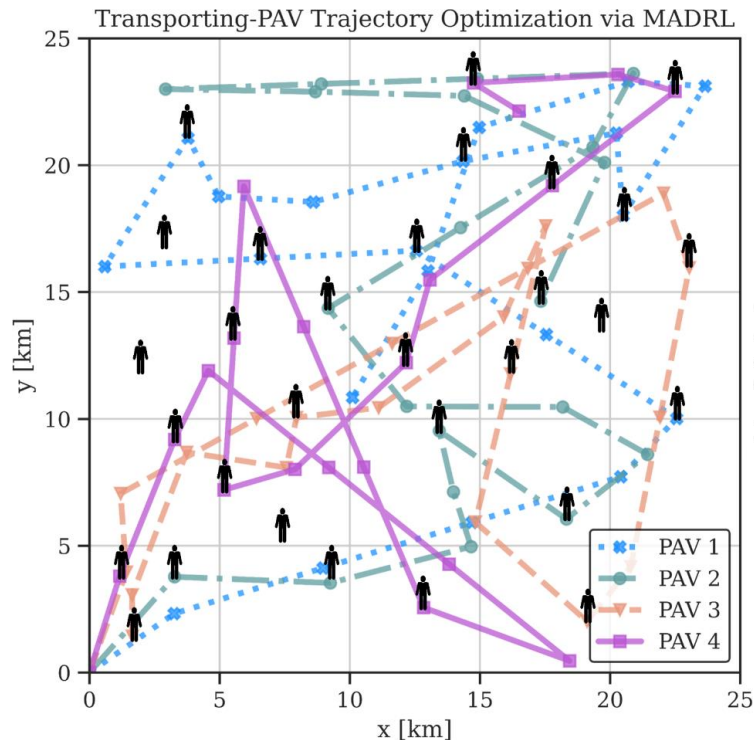 Transporting-PAV Trajectory Optimization via MADRL
25
20
15
10
5
0
y [km]
0 5 10 15 20 25
x [km]
PAV 1
PAV 2
PAV 3
PAV 4